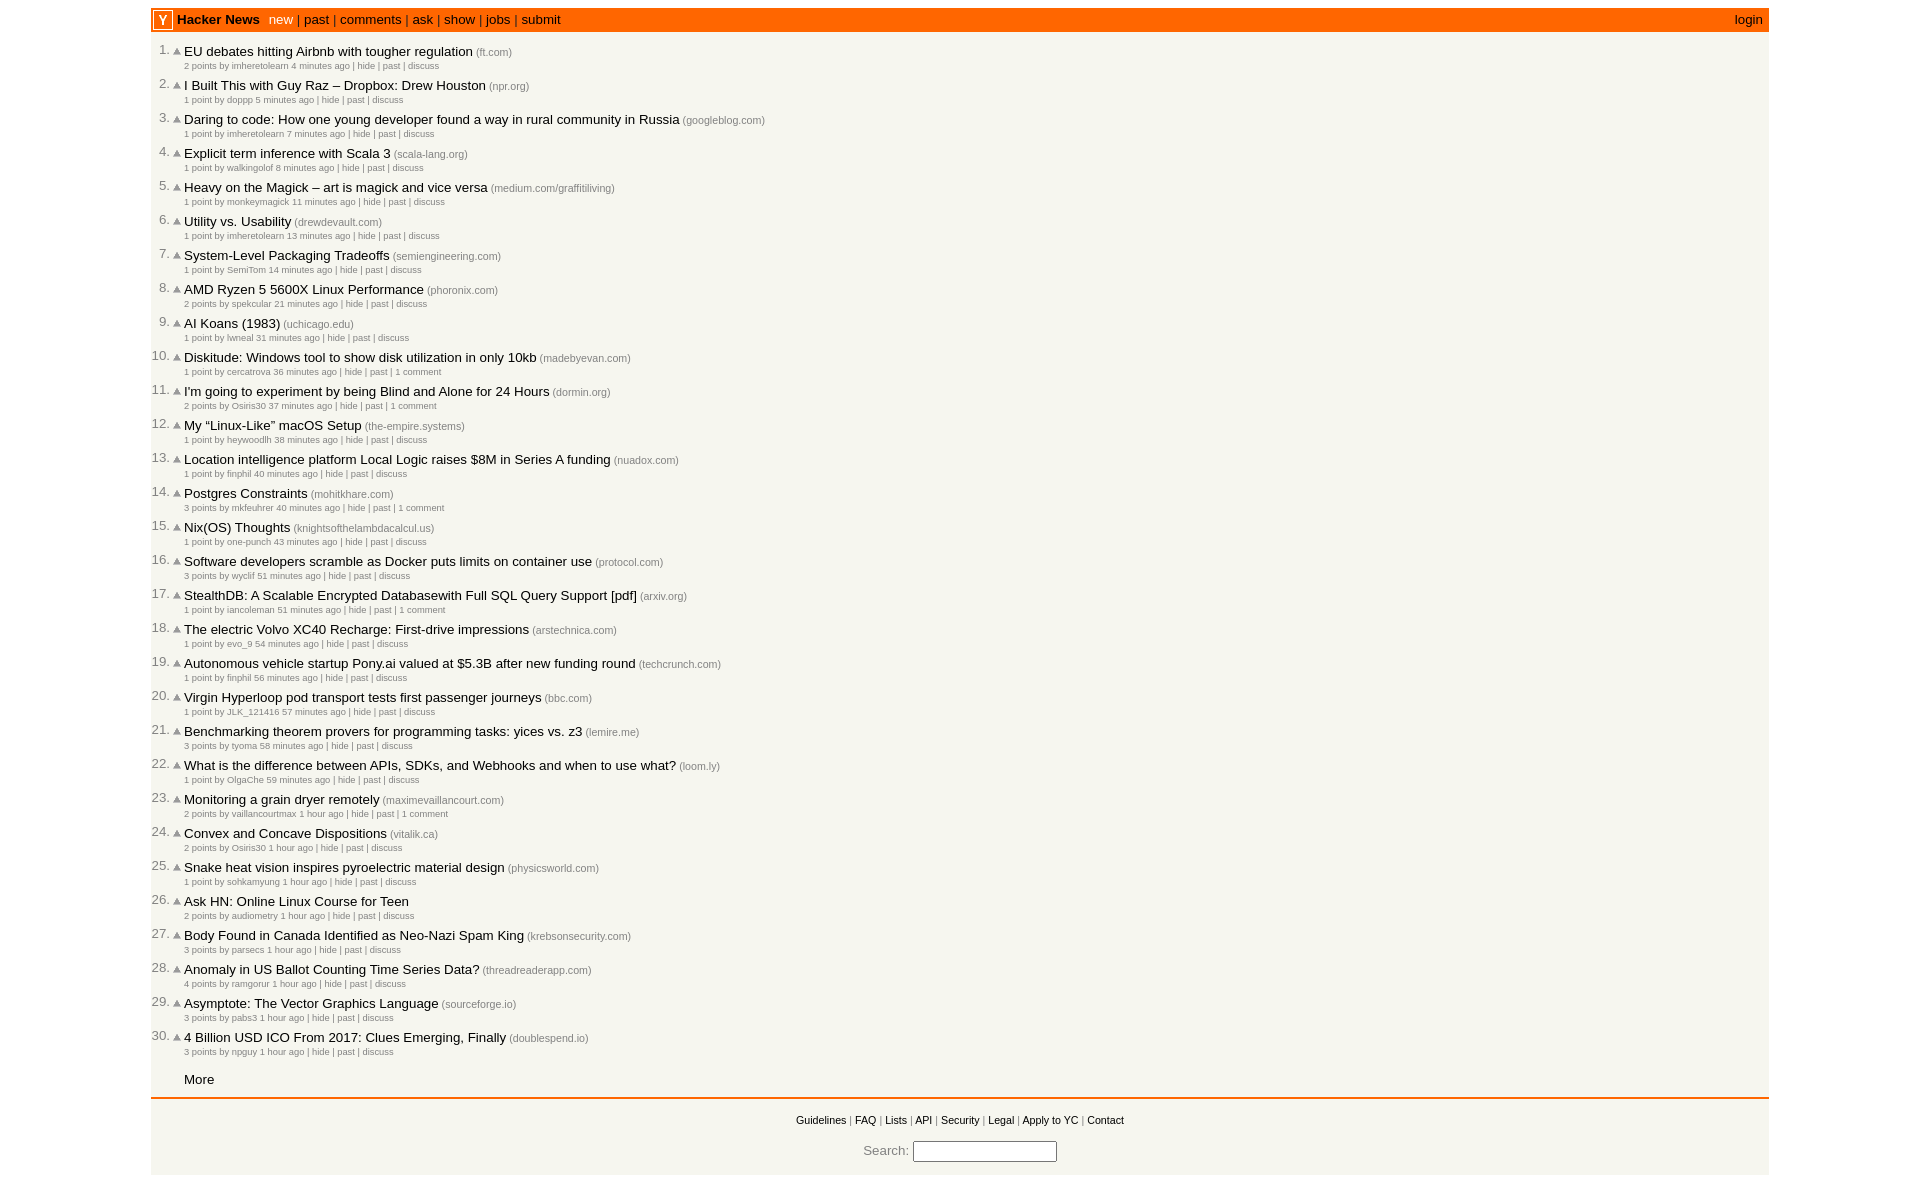 Y Hacker News new | past | comments | ask | show | jobs | submit login
1. EU debates hitting Airbnb with tougher regulation (ft.com)
2 points by imheretolearn 4 minutes ago | hide | past | discuss
2. I Built This with Guy Raz – Dropbox: Drew Houston (npr.org)
1 point by doppp 5 minutes ago | hide | past | discuss
3. Daring to code: How one young developer found a way in rural community in Russia (googleblog.com)
1 point by imheretolearn 7 minutes ago | hide | past | discuss
4. Explicit term inference with Scala 3 (scala-lang.org)
1 point by walkingolof 8 minutes ago | hide | past | discuss
5. Heavy on the Magick – art is magick and vice versa (medium.com/graffitiliving)
1 point by monkeymagick 11 minutes ago | hide | past | discuss
6. Utility vs. Usability (drewdevault.com)
1 point by imheretolearn 13 minutes ago | hide | past | discuss
7. System-Level Packaging Tradeoffs (semiengineering.com)
1 point by SemiTom 14 minutes ago | hide | past | discuss
8. AMD Ryzen 5 5600X Linux Performance (phoronix.com)
2 points by spekcular 21 minutes ago | hide | past | discuss
9. AI Koans (1983) (uchicago.edu)
1 point by lwneal 31 minutes ago | hide | past | discuss
10. Diskitude: Windows tool to show disk utilization in only 10kb (madebyevan.com)
1 point by cercatrova 36 minutes ago | hide | past | 1 comment
11. I'm going to experiment by being Blind and Alone for 24 Hours (dormin.org)
2 points by Osiris30 37 minutes ago | hide | past | 1 comment
12. My “Linux-Like” macOS Setup (the-empire.systems)
1 point by heywoodlh 38 minutes ago | hide | past | discuss
13. Location intelligence platform Local Logic raises $8M in Series A funding (nuadox.com)
1 point by finphil 40 minutes ago | hide | past | discuss
14. Postgres Constraints (mohitkhare.com)
3 points by mkfeuhrer 40 minutes ago | hide | past | 1 comment
15. Nix(OS) Thoughts (knightsofthelambdacalcul.us)
1 point by one-punch 43 minutes ago | hide | past | discuss
16. Software developers scramble as Docker puts limits on container use (protocol.com)
3 points by wyclif 51 minutes ago | hide | past | discuss
17. StealthDB: A Scalable Encrypted Databasewith Full SQL Query Support [pdf] (arxiv.org)
1 point by iancoleman 51 minutes ago | hide | past | 1 comment
18. The electric Volvo XC40 Recharge: First-drive impressions (arstechnica.com)
1 point by evo_9 54 minutes ago | hide | past | discuss
19. Autonomous vehicle startup Pony.ai valued at $5.3B after new funding round (techcrunch.com)
1 point by finphil 56 minutes ago | hide | past | discuss
20. Virgin Hyperloop pod transport tests first passenger journeys (bbc.com)
1 point by JLK_121416 57 minutes ago | hide | past | discuss
21. Benchmarking theorem provers for programming tasks: yices vs. z3 (lemire.me)
3 points by tyoma 58 minutes ago | hide | past | discuss
22. What is the difference between APIs, SDKs, and Webhooks and when to use what? (loom.ly)
1 point by OlgaChe 59 minutes ago | hide | past | discuss
23. Monitoring a grain dryer remotely (maximevaillancourt.com)
2 points by vaillancourtmax 1 hour ago | hide | past | 1 comment
24. Convex and Concave Dispositions (vitalik.ca)
2 points by Osiris30 1 hour ago | hide | past | discuss
25. Snake heat vision inspires pyroelectric material design (physicsworld.com)
1 point by sohkamyung 1 hour ago | hide | past | discuss
26. Ask HN: Online Linux Course for Teen
2 points by audiometry 1 hour ago | hide | past | discuss
27. Body Found in Canada Identified as Neo-Nazi Spam King (krebsonsecurity.com)
3 points by parsecs 1 hour ago | hide | past | discuss
28. Anomaly in US Ballot Counting Time Series Data? (threadreaderapp.com)
4 points by ramgorur 1 hour ago | hide | past | discuss
29. Asymptote: The Vector Graphics Language (sourceforge.io)
3 points by pabs3 1 hour ago | hide | past | discuss
30. 4 Billion USD ICO From 2017: Clues Emerging, Finally (doublespend.io)
3 points by npguy 1 hour ago | hide | past | discuss
More
Guidelines | FAQ | Lists | API | Security | Legal | Apply to YC | Contact
Search: